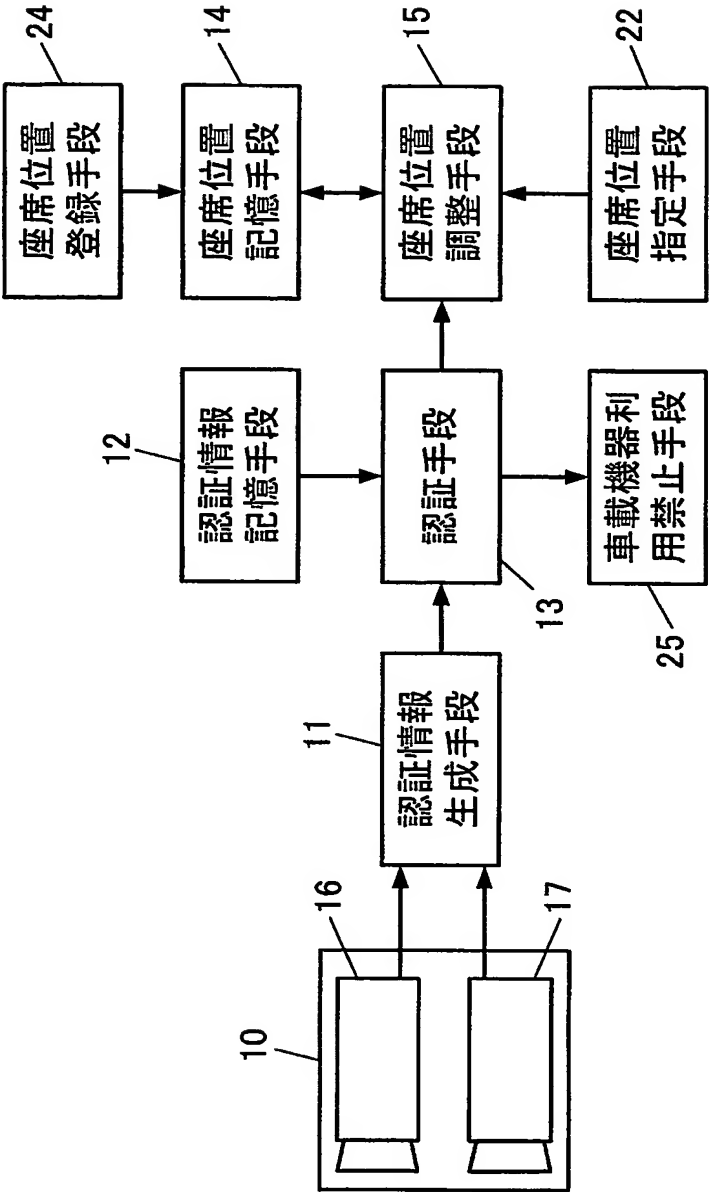 10
16
17
11
認証情報
生成手段
12
認証情報
記憶手段
認証手段
13
車載機器利
用禁止手段
25
座席位置
登録手段
24
座席位置
記憶手段
14
座席位置
調整手段
15
座席位置
指定手段
22